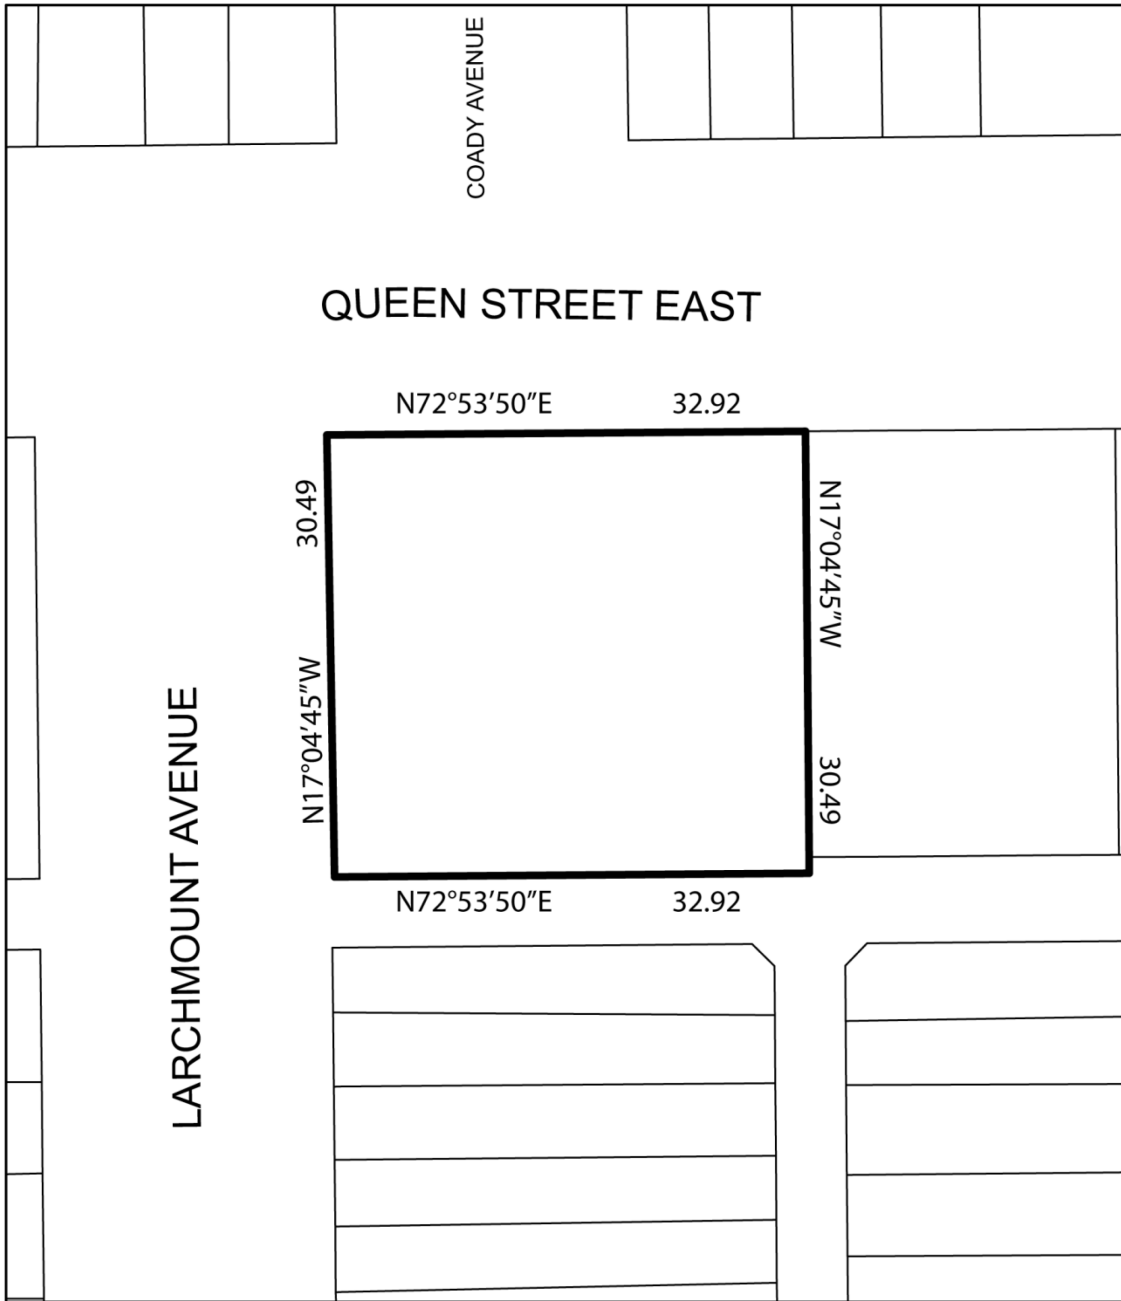 COADY AVENUE
QUEEN STREET EAST
N72°53'50"E 32.92
30.49
N17°04'45"W
N17°04'45"W
30.49
LARCHMOUNT AVENUE
N72°53'50"E 32.92